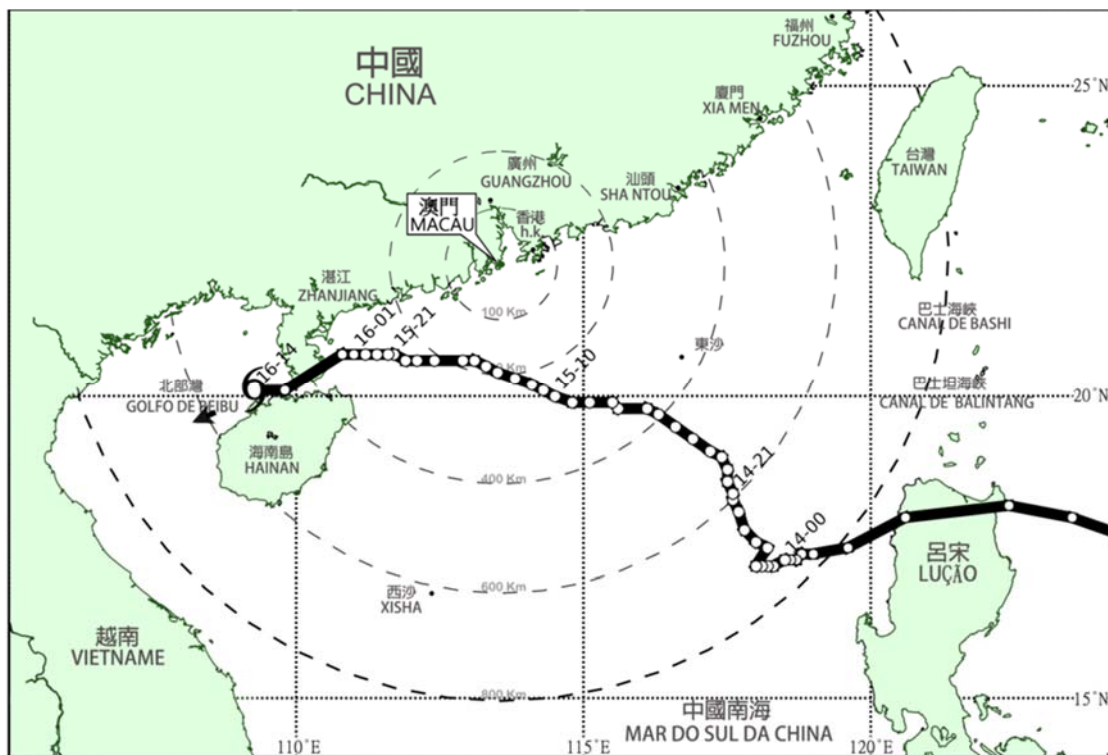 福州
FUZHOU
中國
CHINA
25°N
廈門
XIA MEN
台灣
TAIWAN
廣州
GUANGZHOU
汕頭
SHA NTOU
澳門
MACAU
香港
h.k.
湛江
ZHANJIANG
100 Km
巴士海峽
CANAL DE BASHI
16-01
15-21
東沙
00 Km
16-14
15-10
北部灣
GOLFO DE BEIBU
20°N
巴士坦海峽
CANAL DE BALINTANG
海南島
HAINAN
400 Km
14-21
14-00
呂宋
LUÇÃO
西沙
XISHA
600 Km
越南
VIETNAME
800 Km
15°N
中國南海
MAR DO SUL DA CHINA
110°E
115°E
120°E